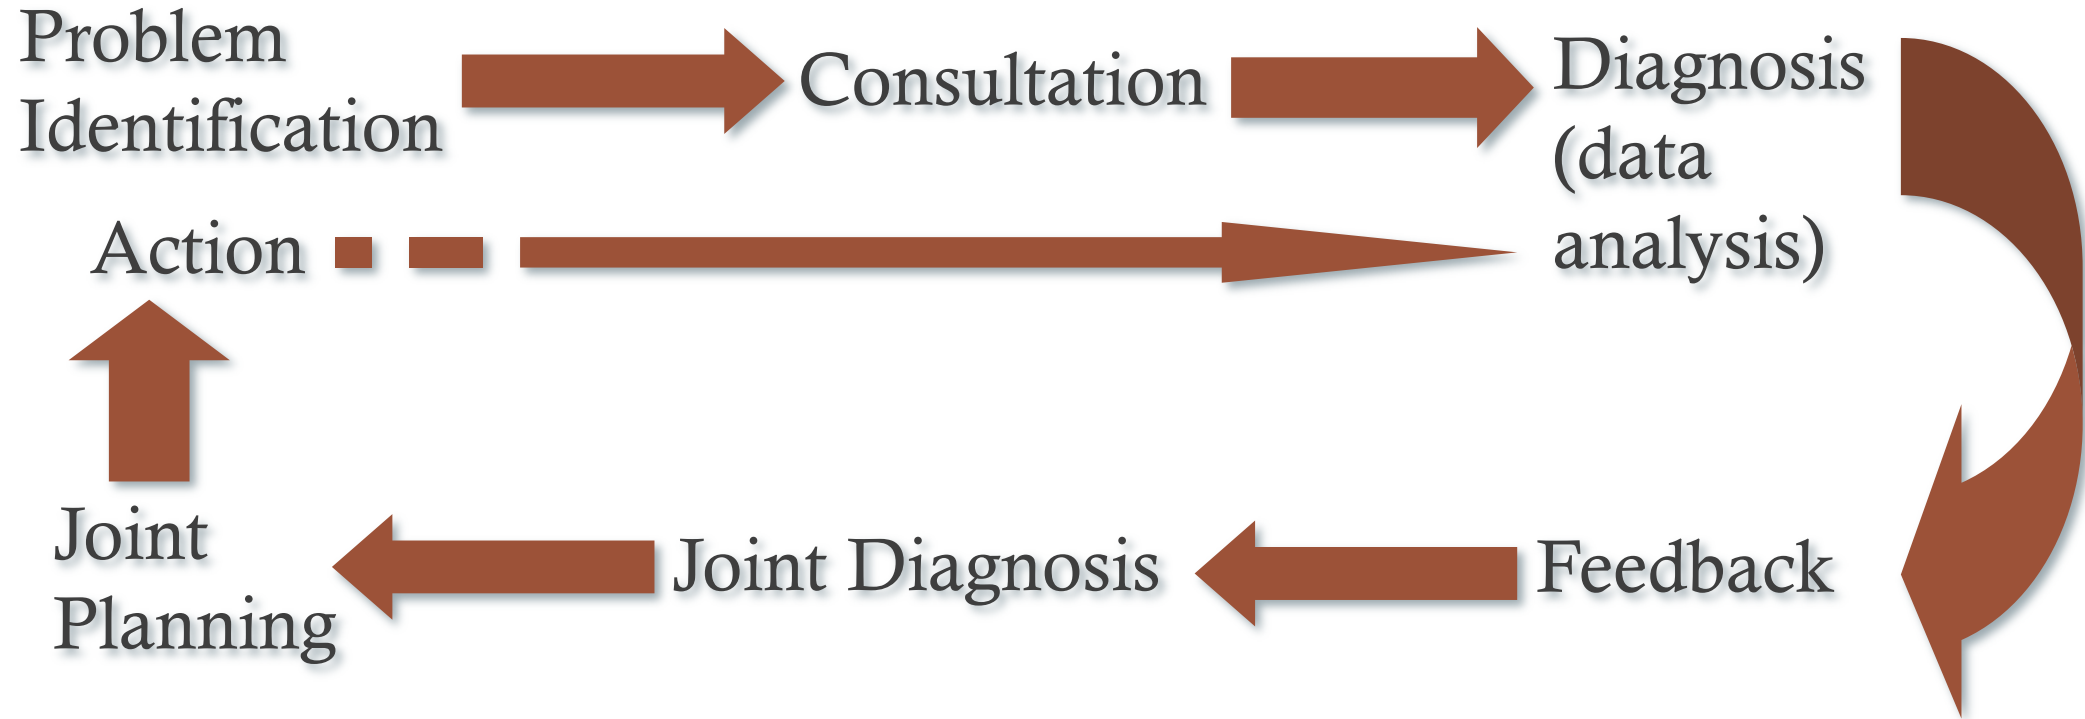 Problem
Identification
Consultation
Diagnosis
(data
analysis)
Action
Joint
Planning
Joint Diagnosis
Feedback